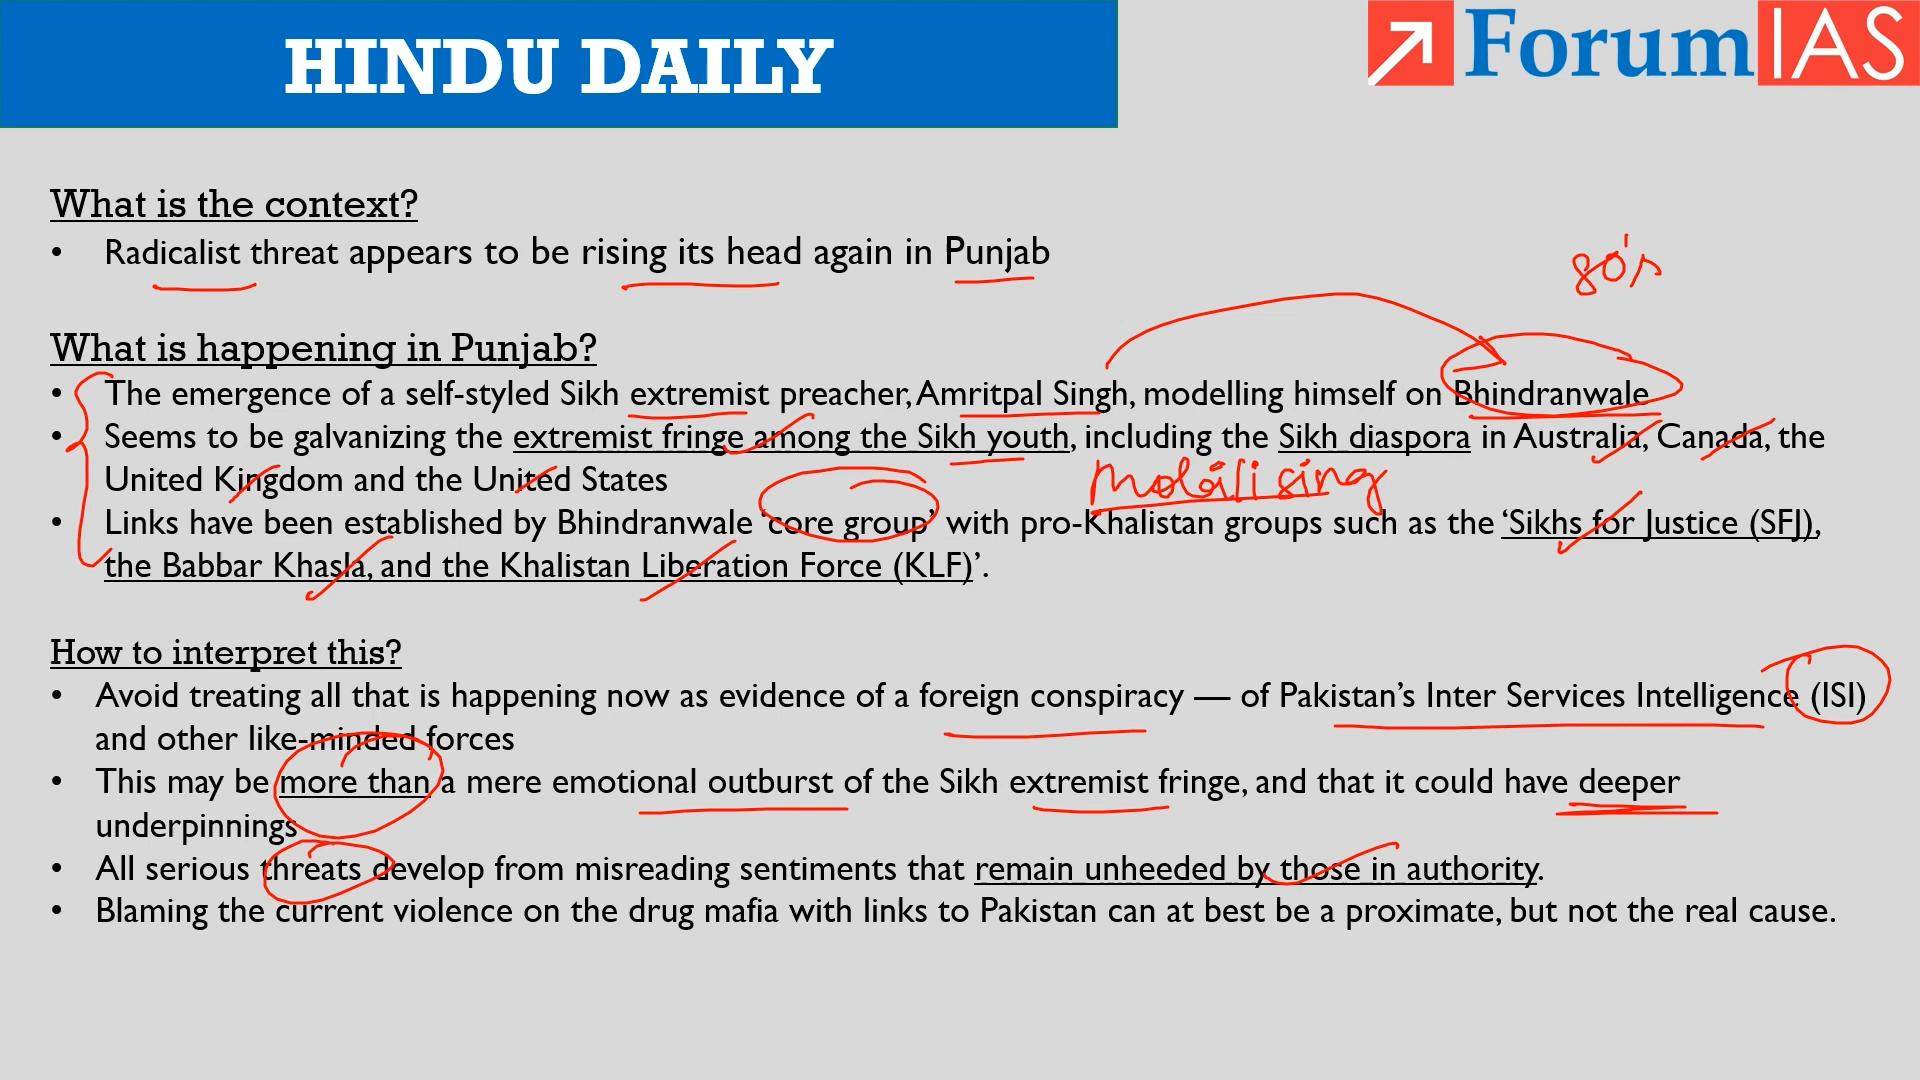 HINDU DAILY
ForumIAS
What is the context?
• Radicalist threat appears to be rising its head again in Punjab
80's
What is happening in Punjab?
• The emergence of a self-styled Sikh extremist preacher, Amritpal Singh, modelling himself on Bhindranwale
• Seems to be galvanizing the extremist fringe among the Sikh youth, including the Sikh diaspora in Australia, Canada, the
United Kingdom and the United States
Mobilising
• Links have been established by Bhindranwale ‘core group’ with pro-Khalistan groups such as the ‘Sikhs for Justice (SFJ),
the Babbar Khasla, and the Khalistan Liberation Force (KLF)’.
How to interpret this?
• Avoid treating all that is happening now as evidence of a foreign conspiracy — of Pakistan’s Inter Services Intelligence (ISI)
and other like-minded forces
• This may be more than a mere emotional outburst of the Sikh extremist fringe, and that it could have deeper
underpinnings
• All serious threats develop from misreading sentiments that remain unheeded by those in authority.
• Blaming the current violence on the drug mafia with links to Pakistan can at best be a proximate, but not the real cause.